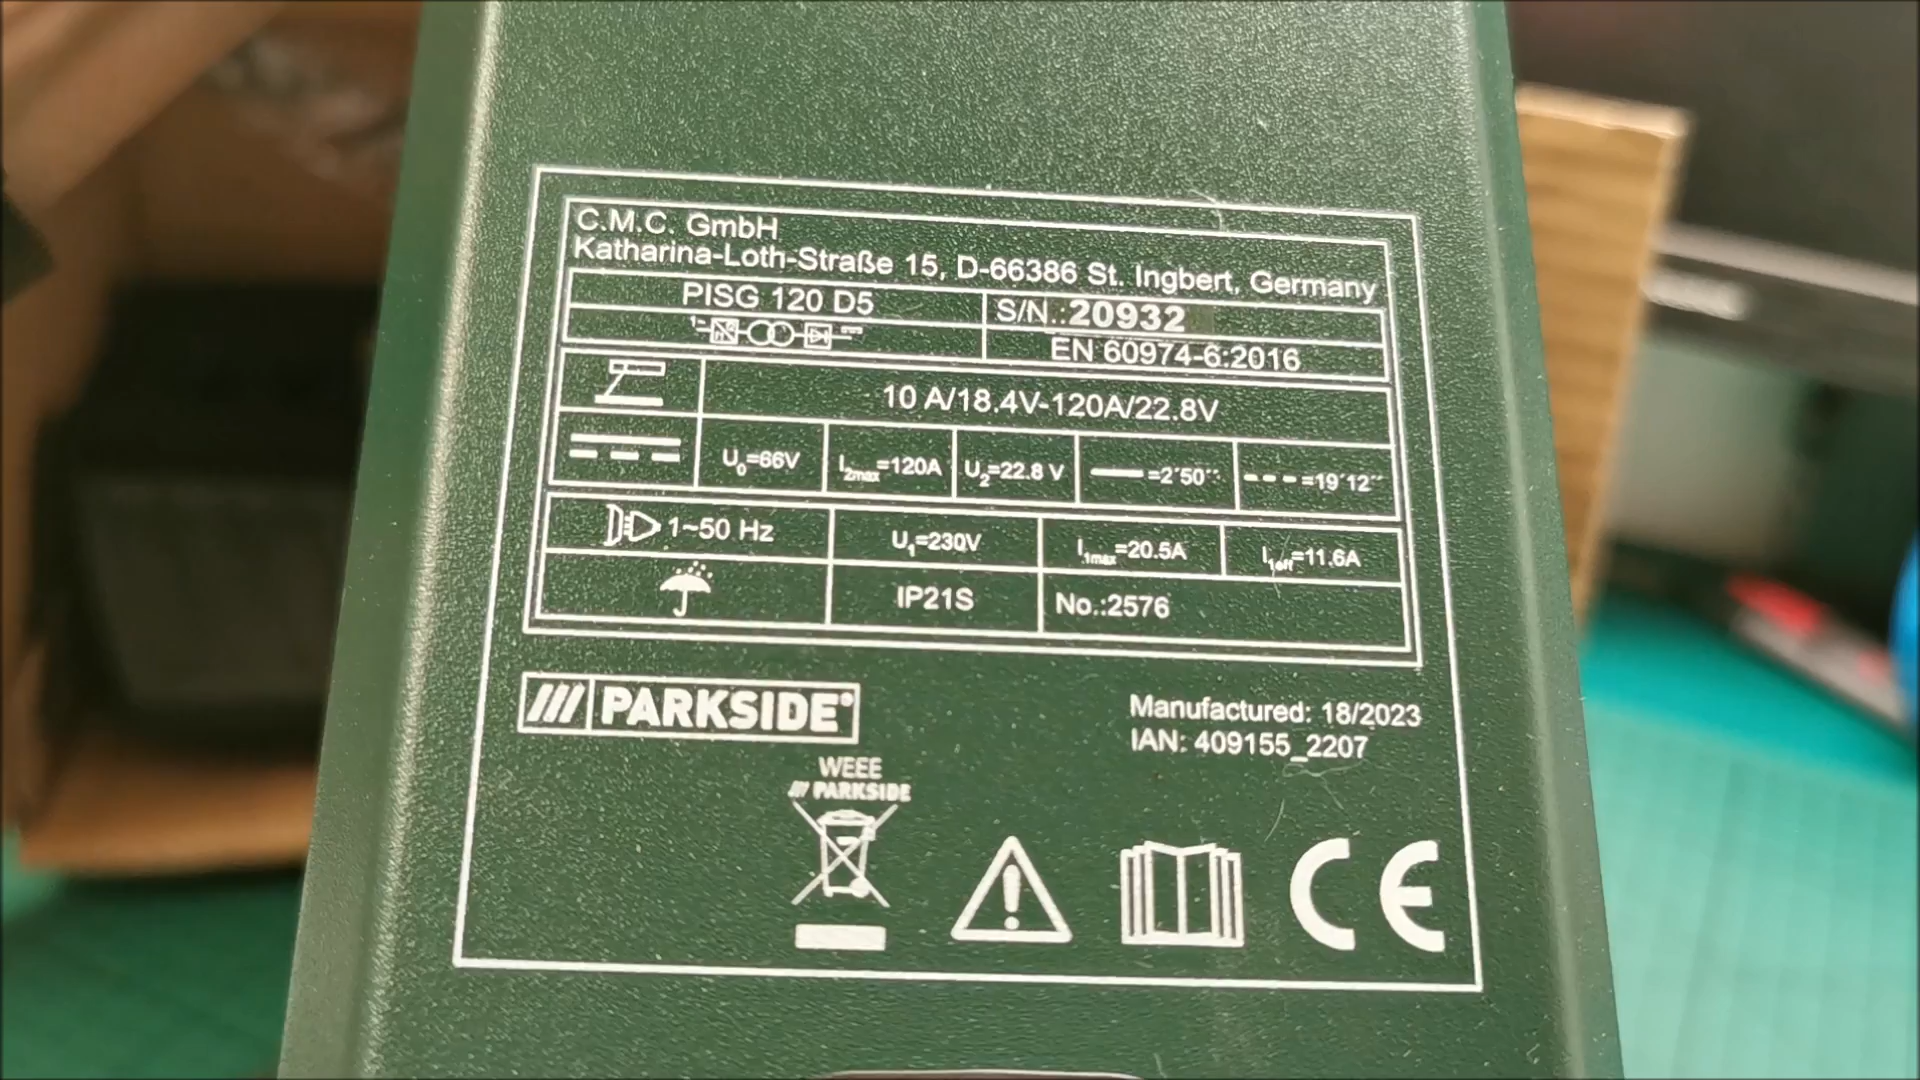 C.M.C. GmbH
Katharina-Loth-Straße 15, D-66386 St. Ingbert, Germany
PISG 120 D5
S/N.:20932
1~
EN 60974-6:2016
10 A/18.4V-120A/22.8V
U0=66V
I2max=120A
U2=22.8 V
=2´50´´
=19´12´´
1~50 Hz
U1=230V
I1max=20.5A
I1eff=11.6A
IP21S
No.:2576
/// PARKSIDE®
Manufactured: 18/2023
IAN: 409155_2207
WEEE
/// PARKSIDE
CE